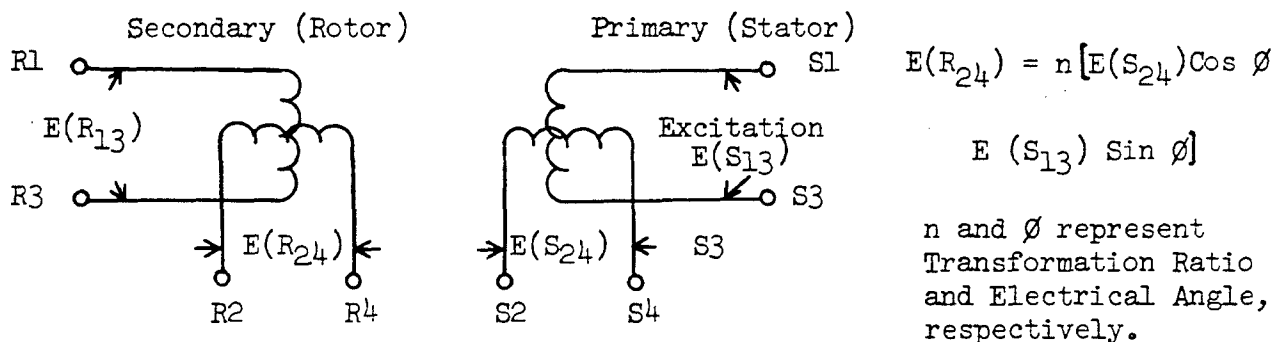 Secondary (Rotor)
Primary (Stator)
R1
E(R13)
R3
E(R24)
R2
R4
S1
Excitation
E(S13)
S3
E(S24)
S3
S2
S4
E(R24) = n[E(S24)Cos Ø
E (S13) Sin Ø]
n and Ø represent
Transformation Ratio
and Electrical Angle,
respectively.